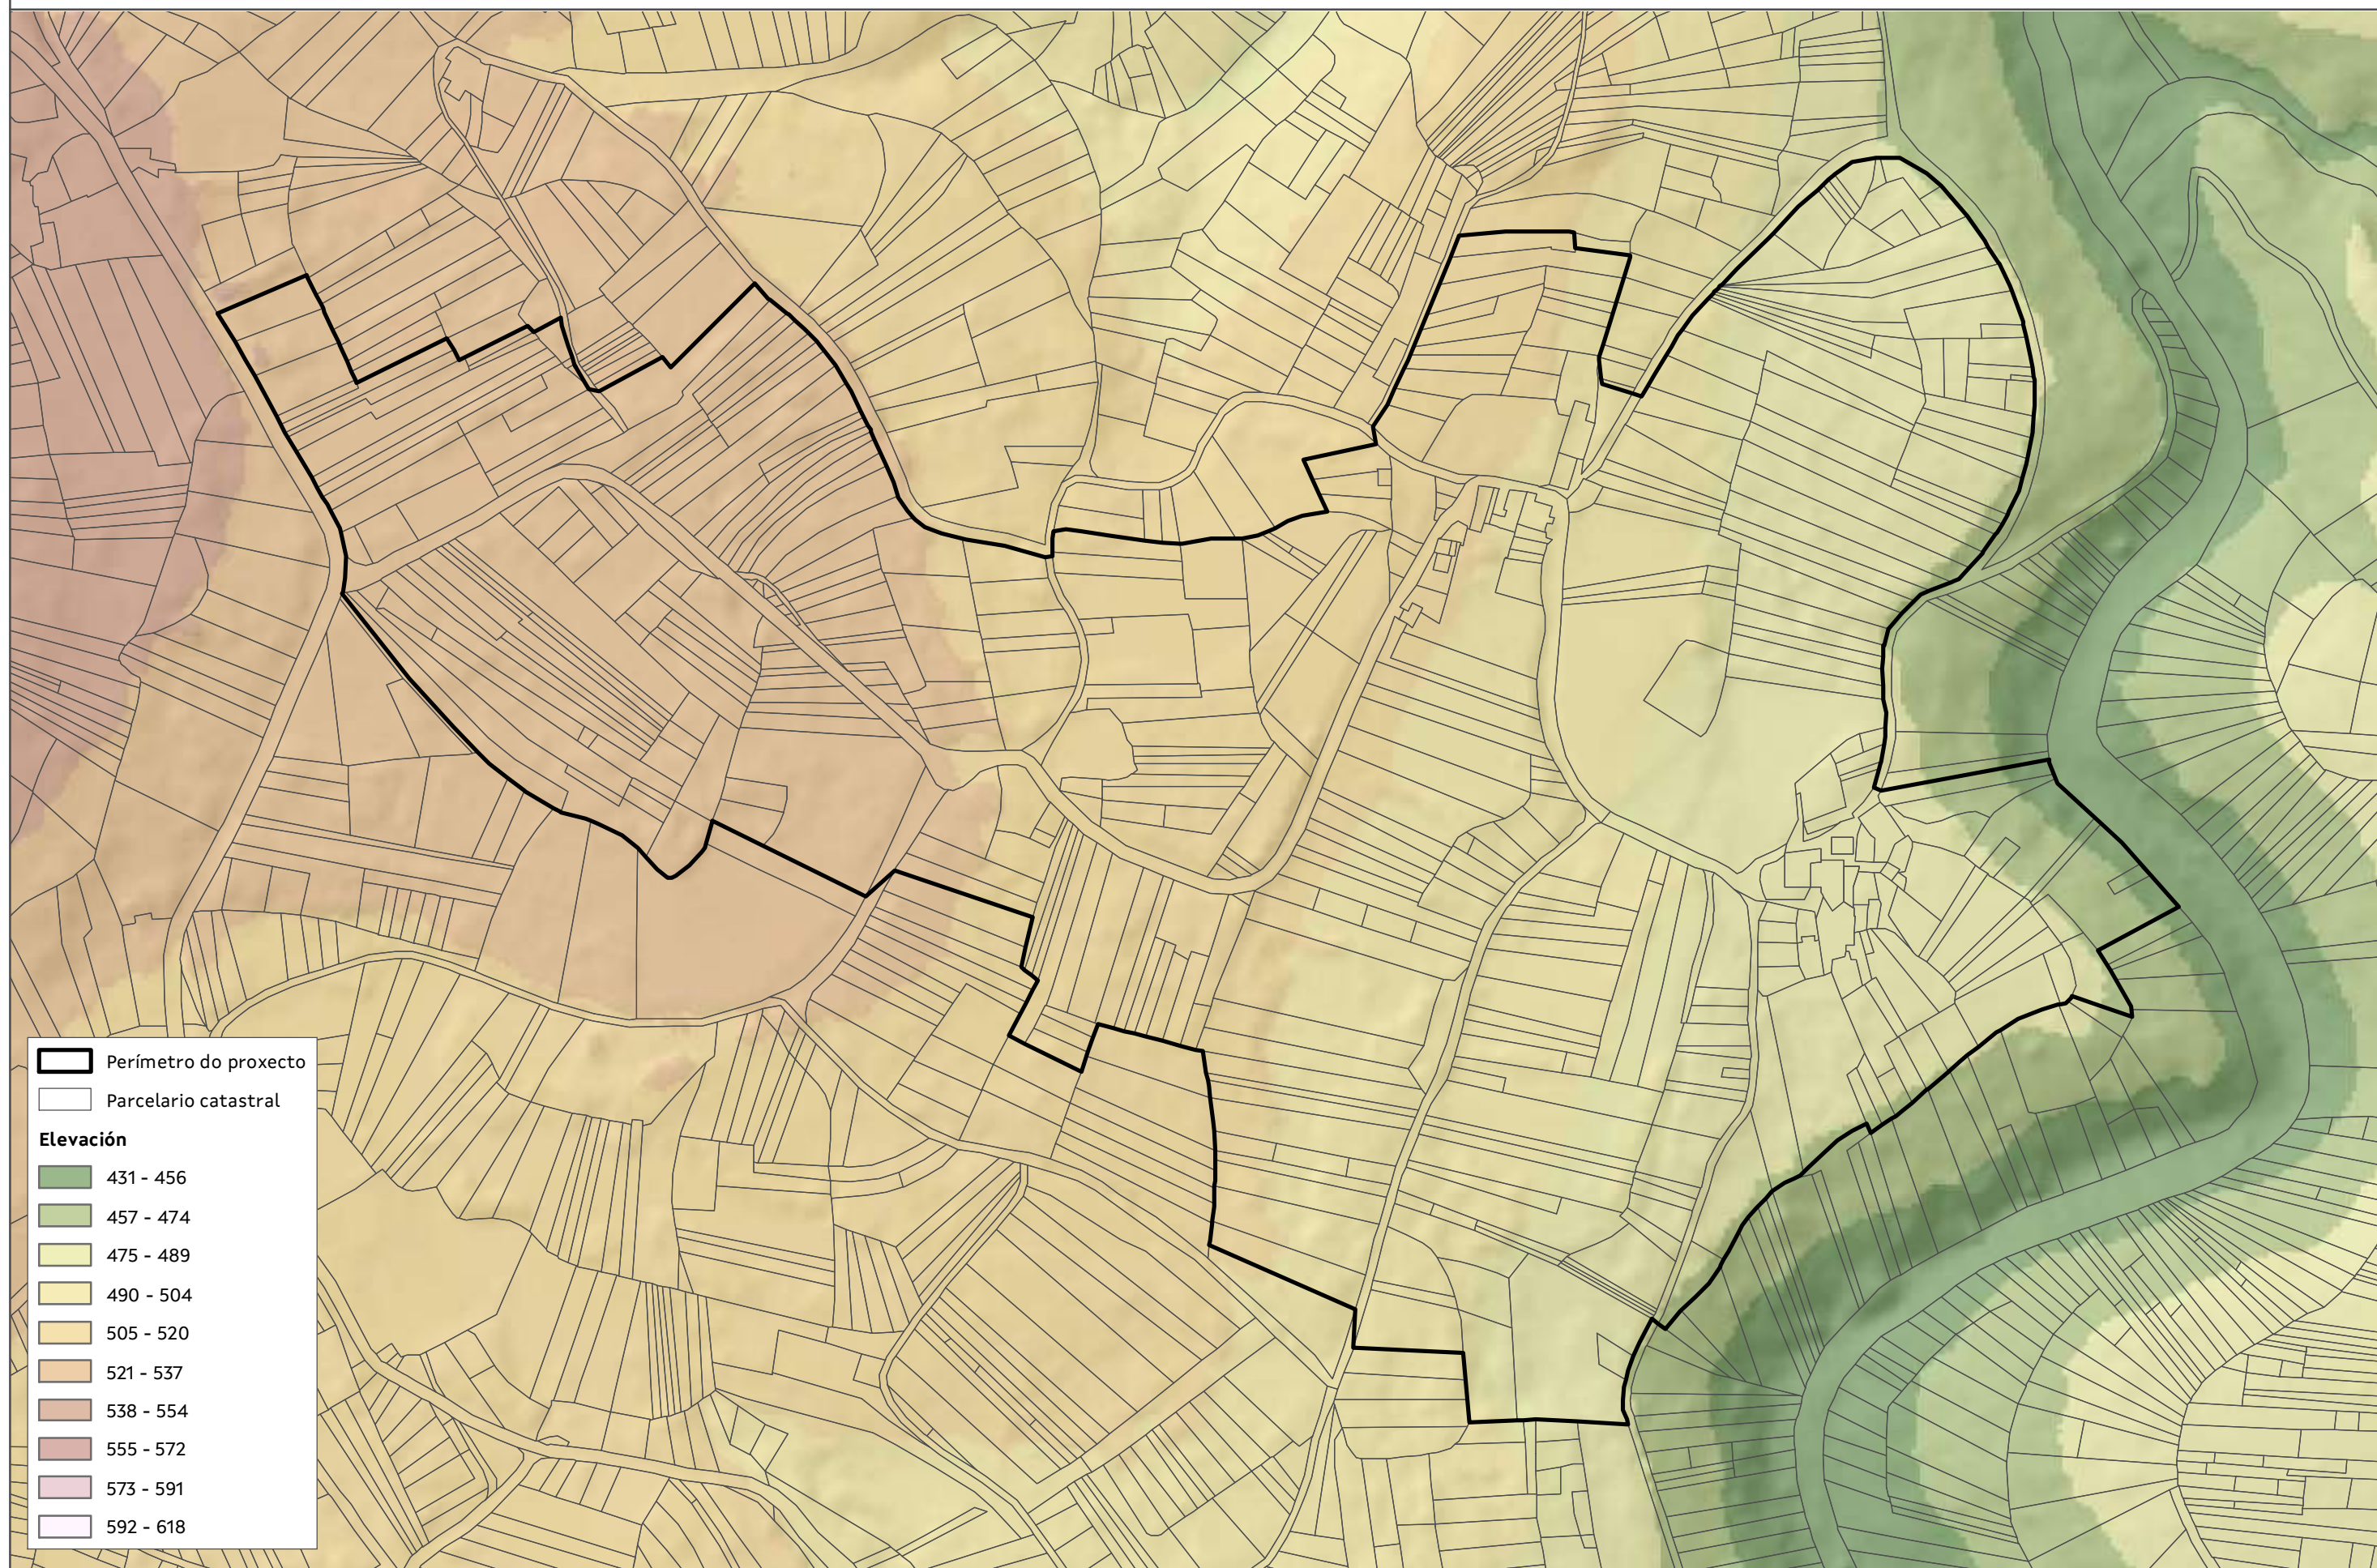 Perímetro do proxecto
Parcelario catastral
Elevación
431 - 456
457 - 474
475 - 489
490 - 504
505 - 520
521 - 537
538 - 554
555 - 572
573 - 591
592 - 618